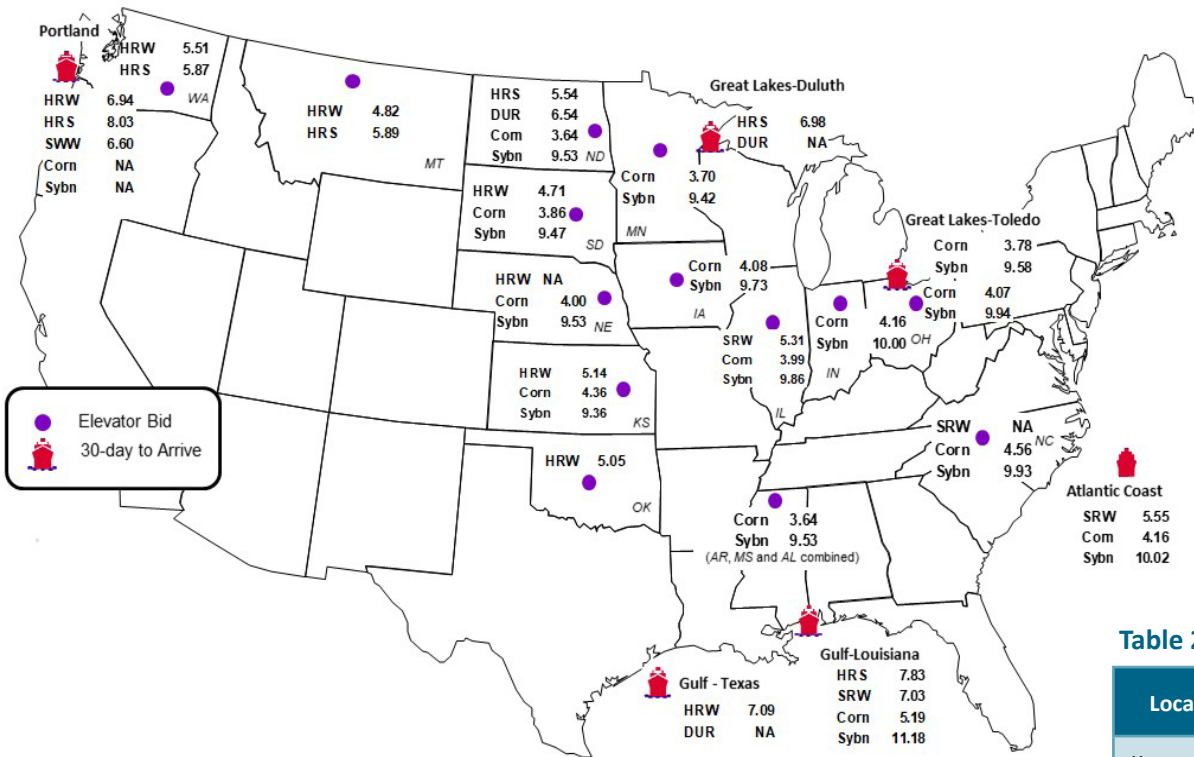 Portland
HRW 5.51
HRS 5.87
WA
HRW 6.94
HRS 8.03
SWW 6.60
Corn NA
Sybn NA
HRW 4.82
HRS 5.89
MT
HRS 5.54
DUR 6.54
Corn 3.64
Sybn 9.53 ND
HRW 4.71
Corn 3.86
Sybn 9.47
SD
HRW NA
Corn 4.00
Sybn 9.53 NE
HRW 5.14
Corn 4.36
Sybn 9.36
KS
HRW 5.05
OK
Great Lakes-Duluth
HRS 6.98
DUR NA
Corn 3.70
Sybn 9.42
MN
Corn 4.08
Sybn 9.73
IA
SRW 5.31
Corn 3.99
Sybn 9.86
IL
Great Lakes-Toledo
Corn 3.78
Sybn 9.58
Corn 4.07
Sybn 9.94
Corn 4.16
Sybn 10.00 OH
IN
SRW NA
Corn 4.56 NC
Sybn 9.93
Atlantic Coast
SRW 5.55
Corn 4.16
Sybn 10.02
Corn 3.64
Sybn 9.53
(AR, MS and AL combined)
Gulf-Louisiana
HRS 7.83
SRW 7.03
Corn 5.19
Sybn 11.18
Gulf - Texas
HRW 7.09
DUR NA
Elevator Bid
30-day to Arrive
Table
Loca